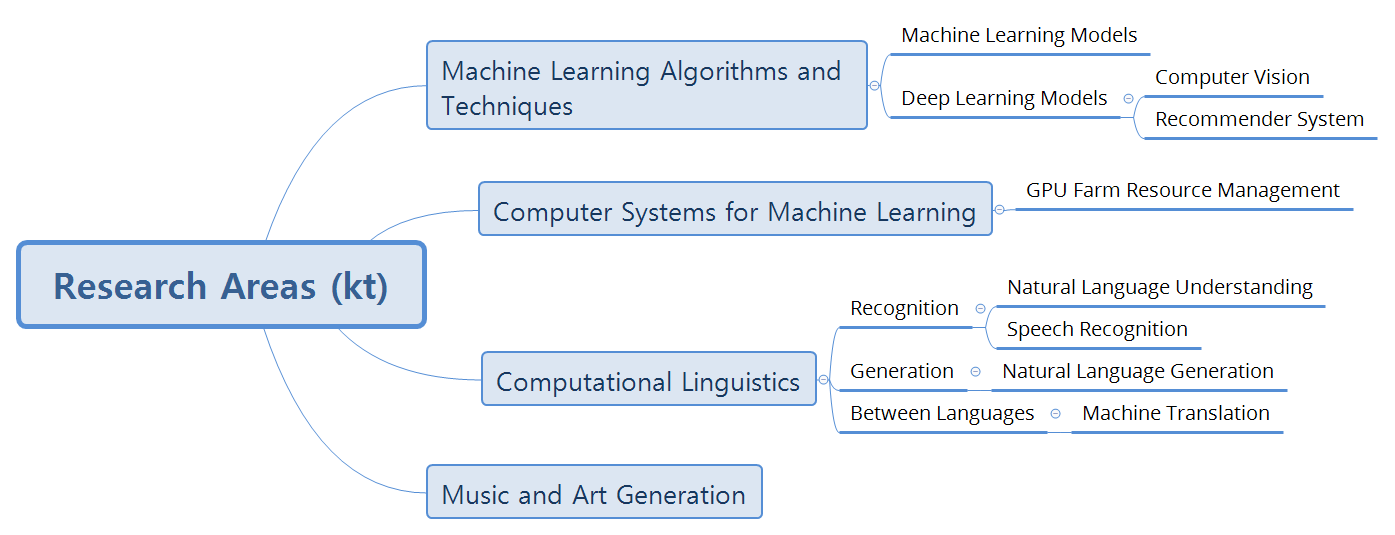 Research Areas (kt)
Machine Learning Algorithms and
Techniques
Machine Learning Models
Deep Learning Models
Computer Vision
Recommender System
Computer Systems for Machine Learning
GPU Farm Resource Management
Computational Linguistics
Recognition
Natural Language Understanding
Speech Recognition
Generation
Natural Language Generation
Between Languages
Machine Translation
Music and Art Generation